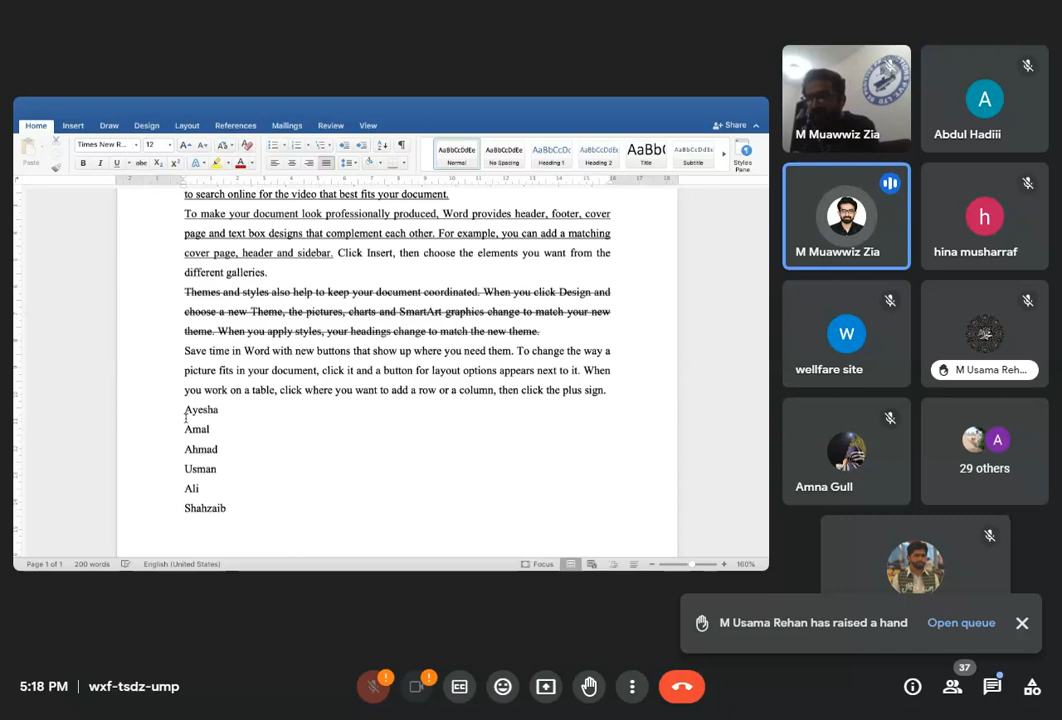 Home Insert Draw Design Layout References Mailings Review View Share
Paste Times New R... 12 abc AaBbCcDdEe AaBbCcDdEe AaBbCcDc AaBbCcDdEe AaBbC AaBbCcDdEe
Normal No Spacing Heading 1 Heading 2 Title Subtitle Styles Pane
to search online for the video that best fits your document.
To make your document look professionally produced, Word provides header, footer, cover
page and text box designs that complement each other. For example, you can add a matching
cover page, header and sidebar. Click Insert, then choose the elements you want from the
different galleries.
Themes and styles also help to keep your document coordinated. When you click Design and
choose a new Theme, the pictures, charts and SmartArt graphics change to match your new
theme. When you apply styles, your headings change to match the new theme.
Save time in Word with new buttons that show up where you need them. To change the way a
picture fits in your document, click it and a button for layout options appears next to it. When
you work on a table, click where you want to add a row or a column, then click the plus sign.
Ayesha
Amal
Ahmad
Usman
Ali
Shahzaib
Page 1 of 1 200 words English (United States) Focus 160%
M Muawwiz Zia
A
Abdul Hadiii
M Muawwiz Zia
h
hina musharraf
W
wellfare site
M Usama Reh...
Amna Gull
A
29 others
M Usama Rehan has raised a hand Open queue
5:18 PM wxf-tsdz-ump
37